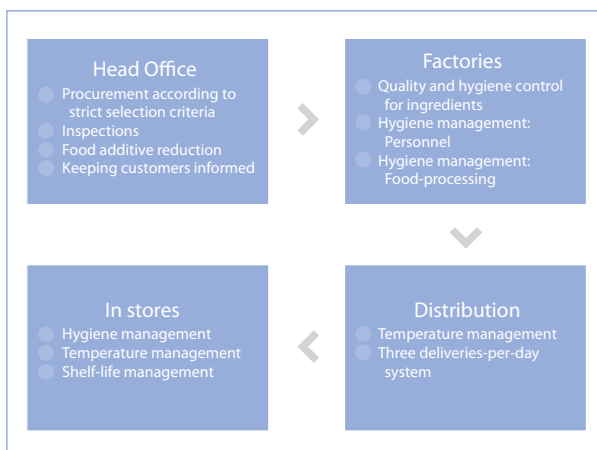 Head Office
Procurement according to
strict selection criteria
Inspections
Food additive reduction
Keeping customers informed
Factories
Quality and hygiene control
for ingredients
Hygiene management:
Personnel
Hygiene management:
Food-processing
Distribution
Temperature management
Three deliveries-per-day
system
In stores
Hygiene management
Temperature management
Shelf-life management